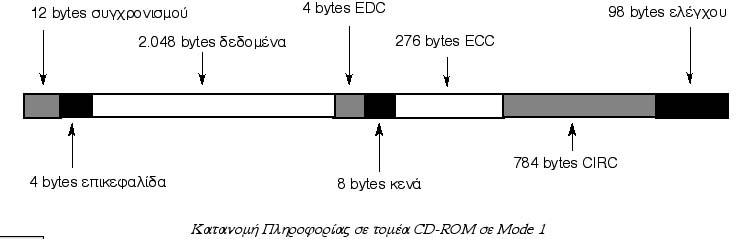 12 bytes συγχρονισμού
4 bytes EDC
98 bytes ελέγχου
2.048 bytes δεδομένα
276 bytes ECC
784 bytes CIRC
4 bytes επικεφαλίδα
8 bytes κενά
Κατανομή Πληροφορίας σε τομέα CD-ROM σε Mode 1